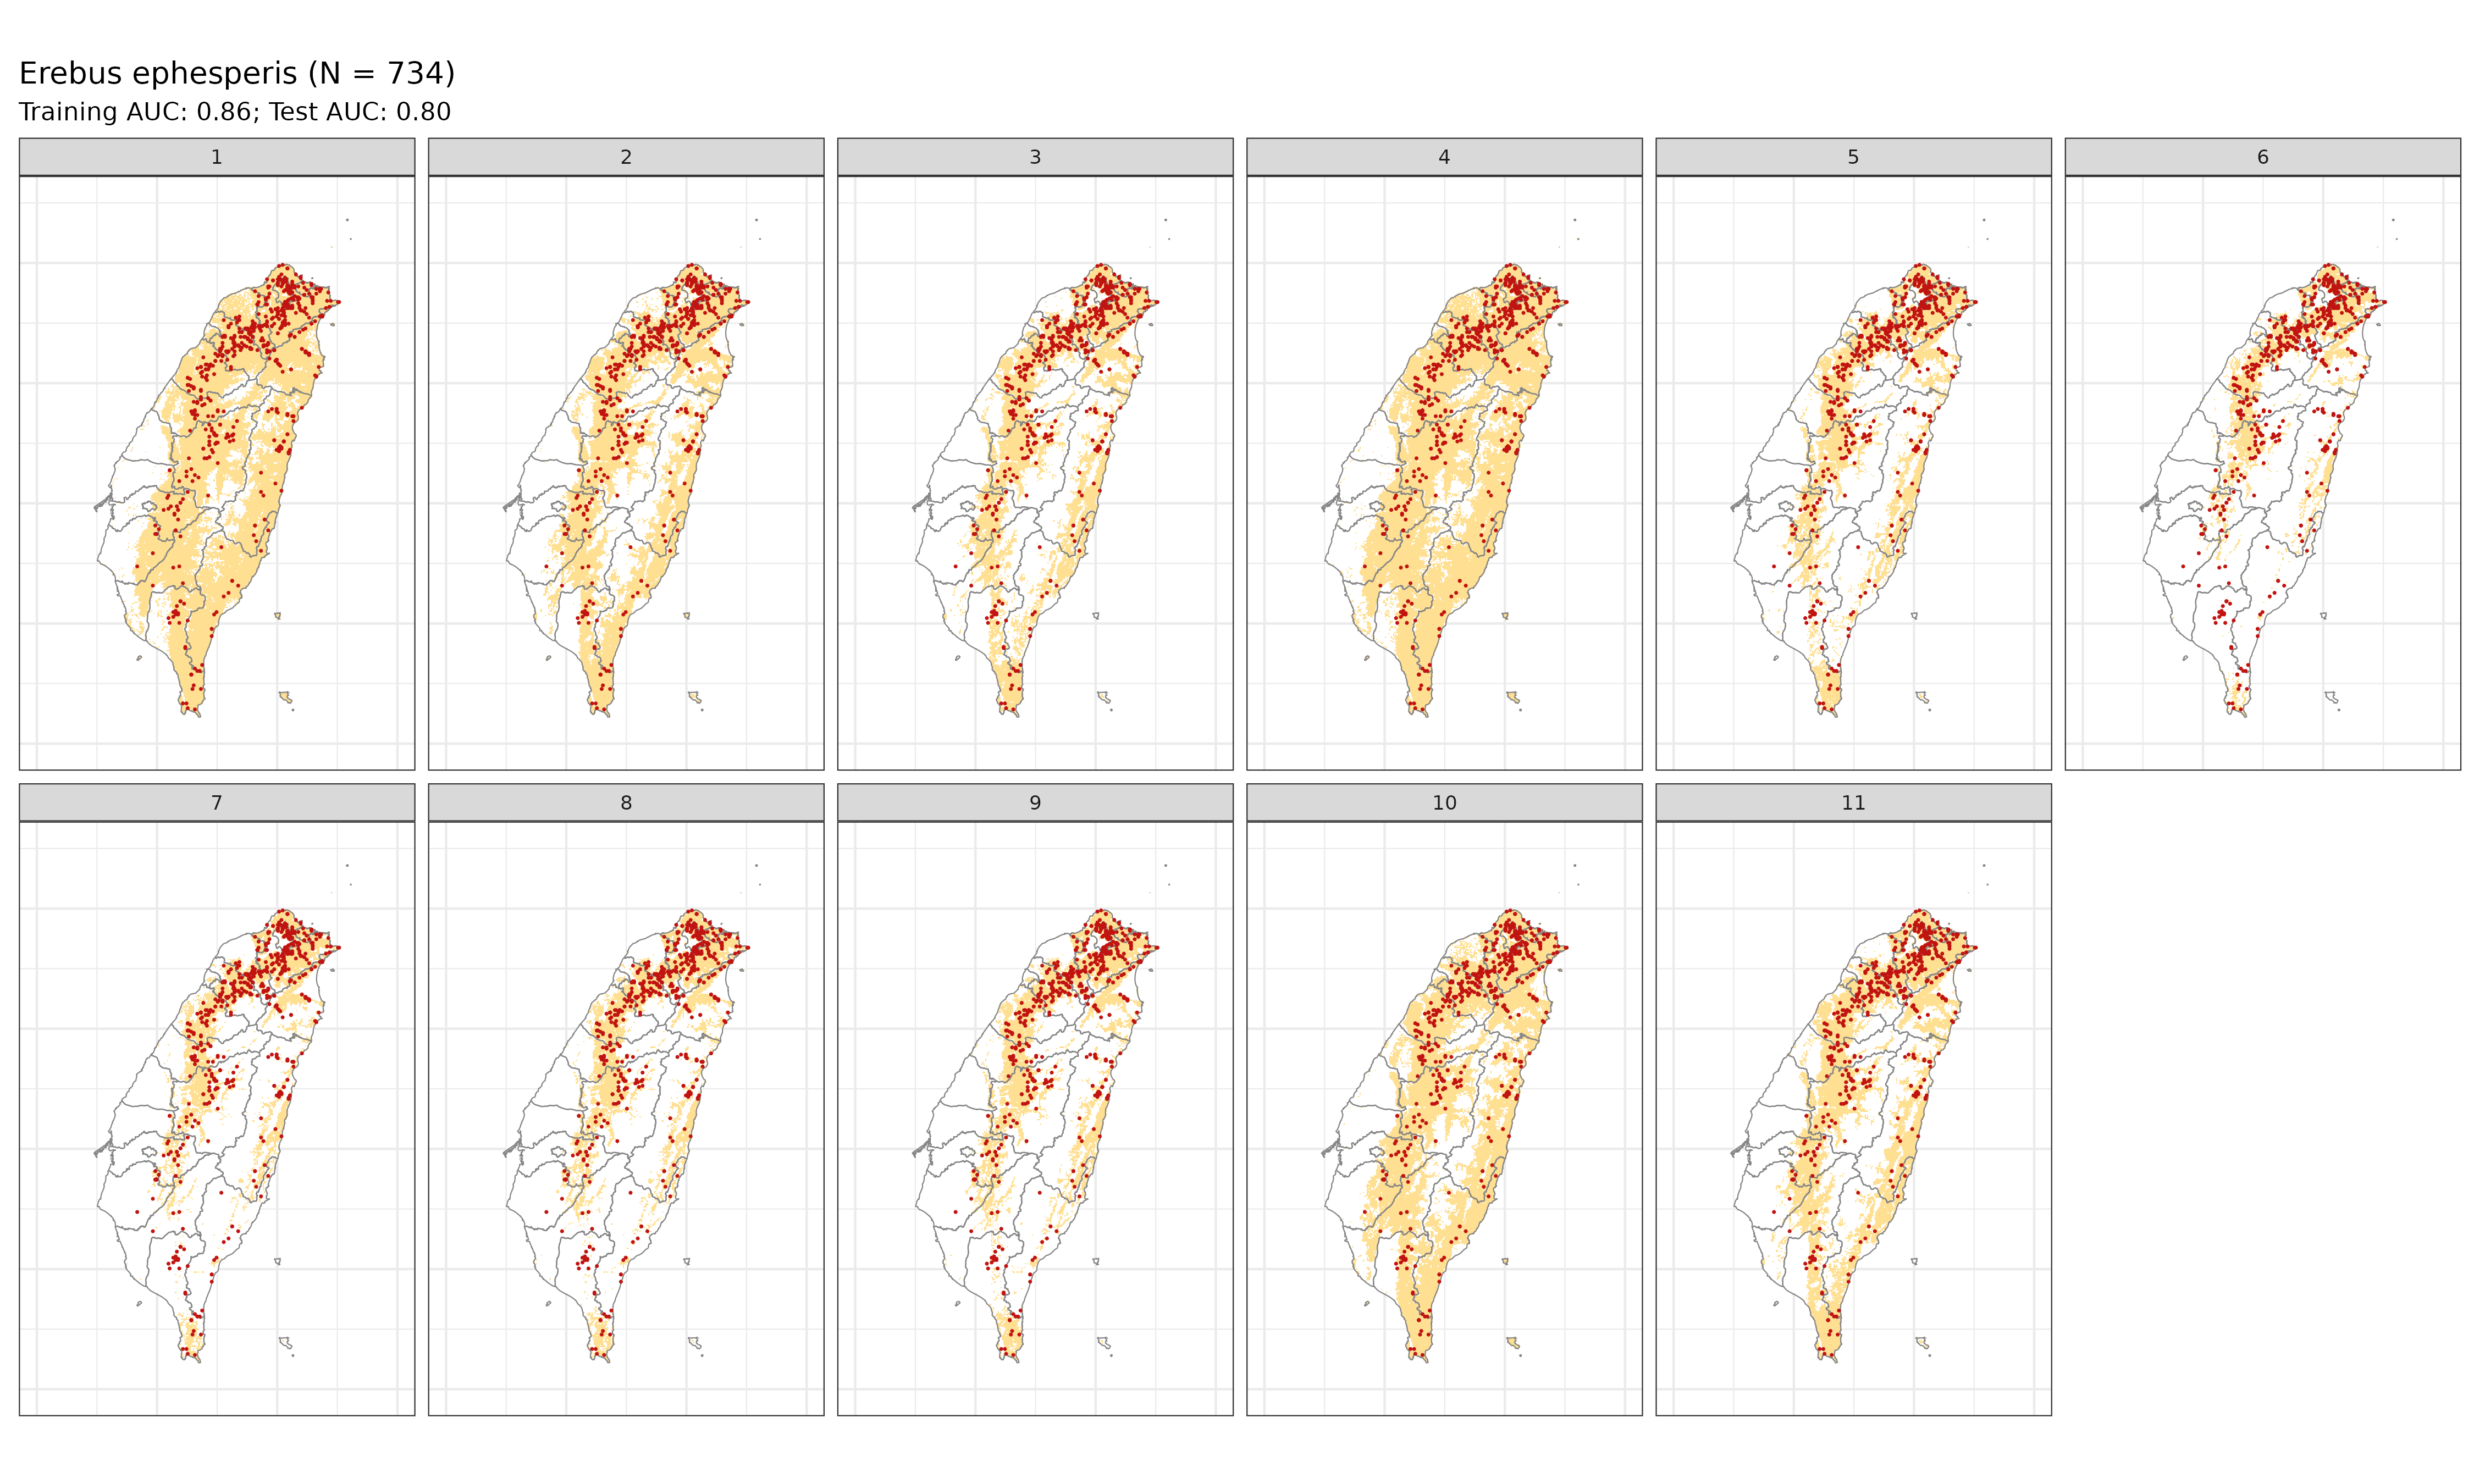 Erebus ephesperis (N = 734)
Training AUC: 0.86; Test AUC: 0.80
1 2 3 4 5 6
7 8 9 10 11